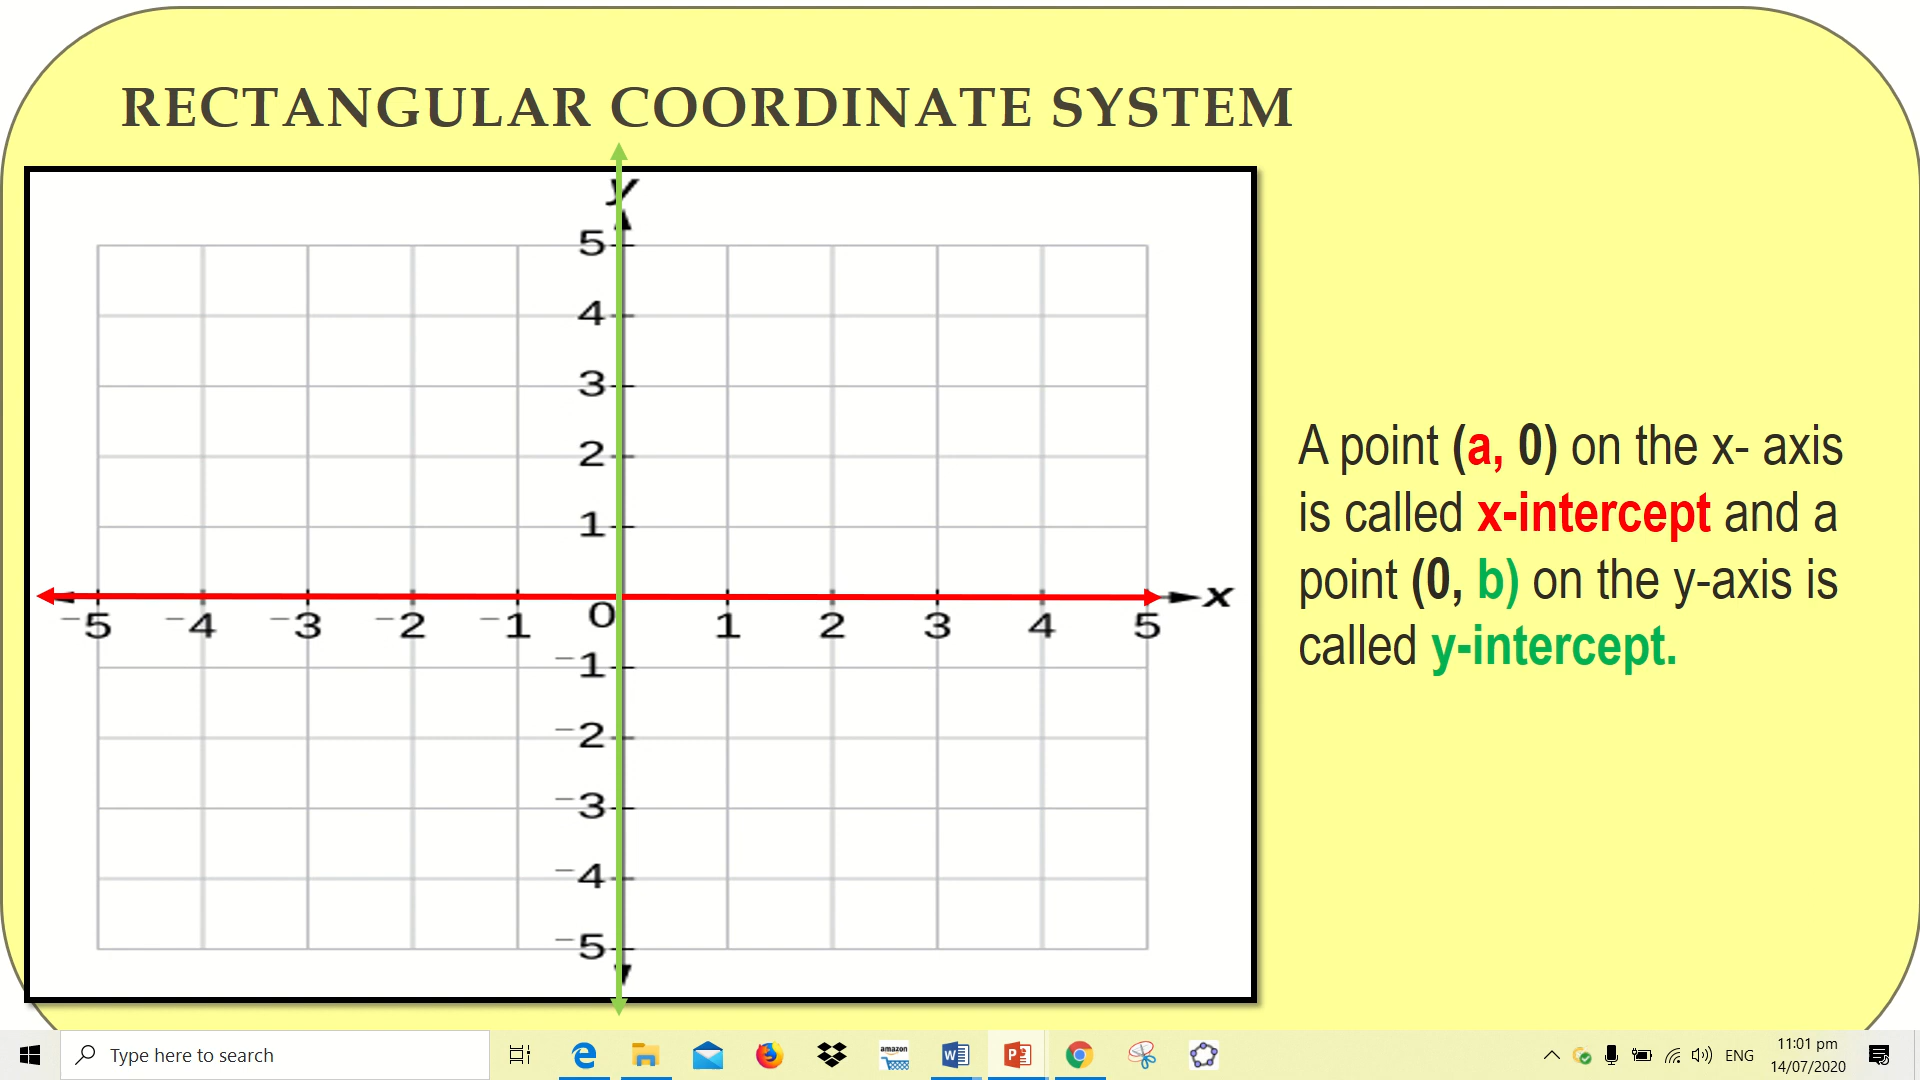 RECTANGULAR COORDINATE SYSTEM
y
5
4
3
2
1
-5 -4 -3 -2 -1 0 1 2 3 4 5 x
-1
-2
-3
-4
-5
A point (a, 0) on the x- axis
is called x-intercept and a
point (0, b) on the y-axis is
called y-intercept.
Type here to search
amazon
ENG
11:01 pm
14/07/2020